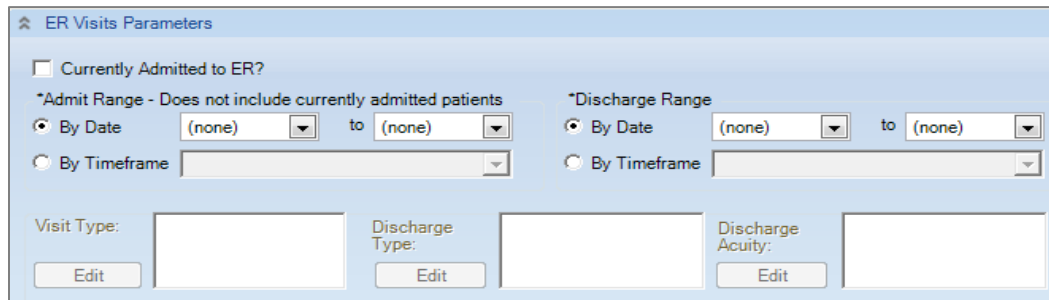 ER Visits Parameters
Currently Admitted to ER?
*Admit Range - Does not include currently admitted patients
By Date (none) to (none)
By Timeframe
*Discharge Range
By Date (none) to (none)
By Timeframe
Visit Type:
Edit
Discharge
Type:
Edit
Discharge
Acuity:
Edit